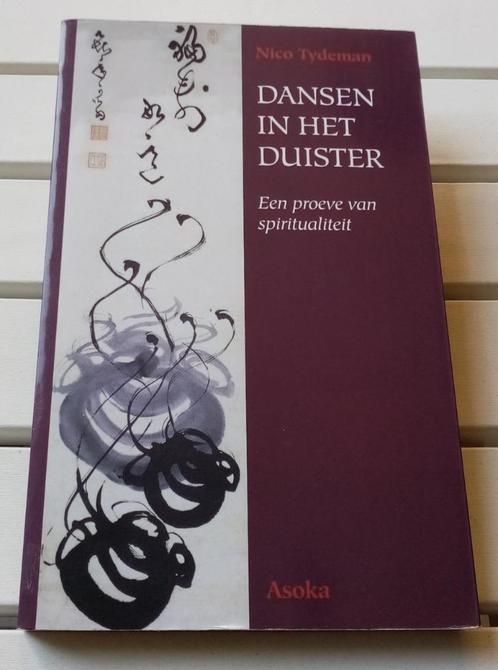 Nico Tydeman
DANSEN
IN HET
DUISTER
Een proeve van
spiritualiteit
Asoka